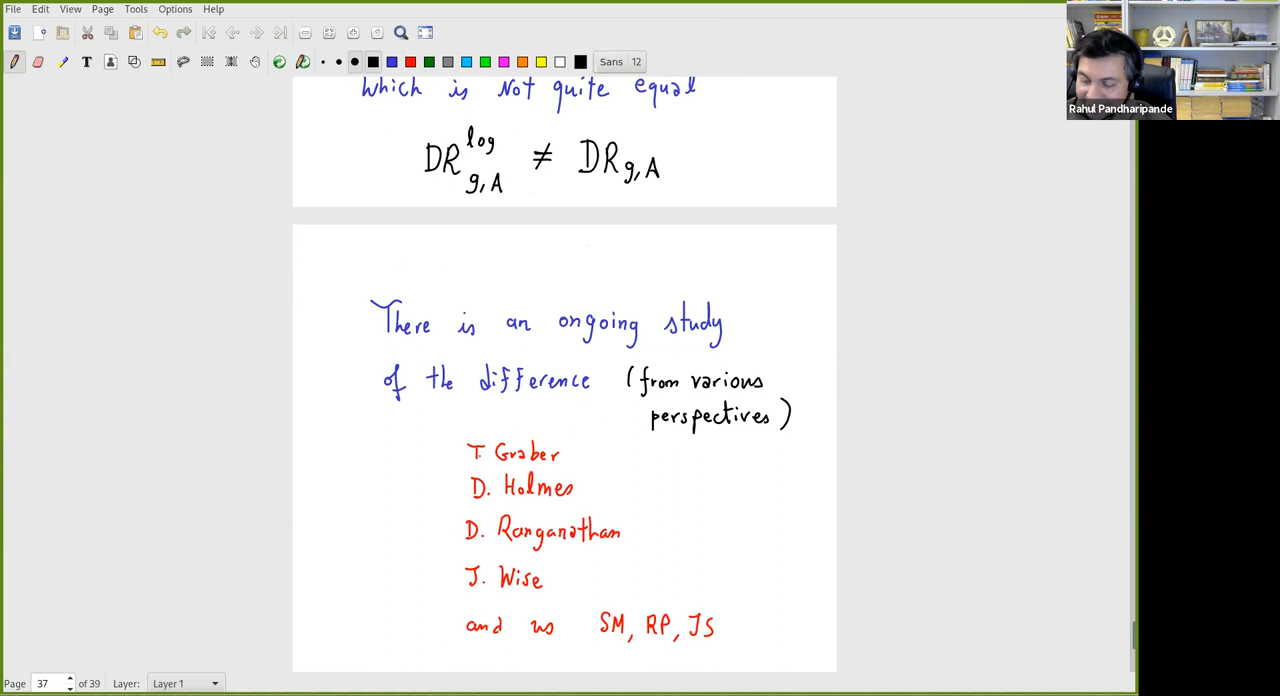 File Edit View Page Tools Options Help
Sans 12
Rahul Pandharipande
Which is Not quite equal
DR^{log}_{g,A} ≠ DR_{g,A}
There is an ongoing study
of the difference (from various
perspectives)
T. Graber
D. Holmes
D. Ranganathan
J. Wise
and us SM, RP, JS
Page 37 of 39 Layer: Layer 1